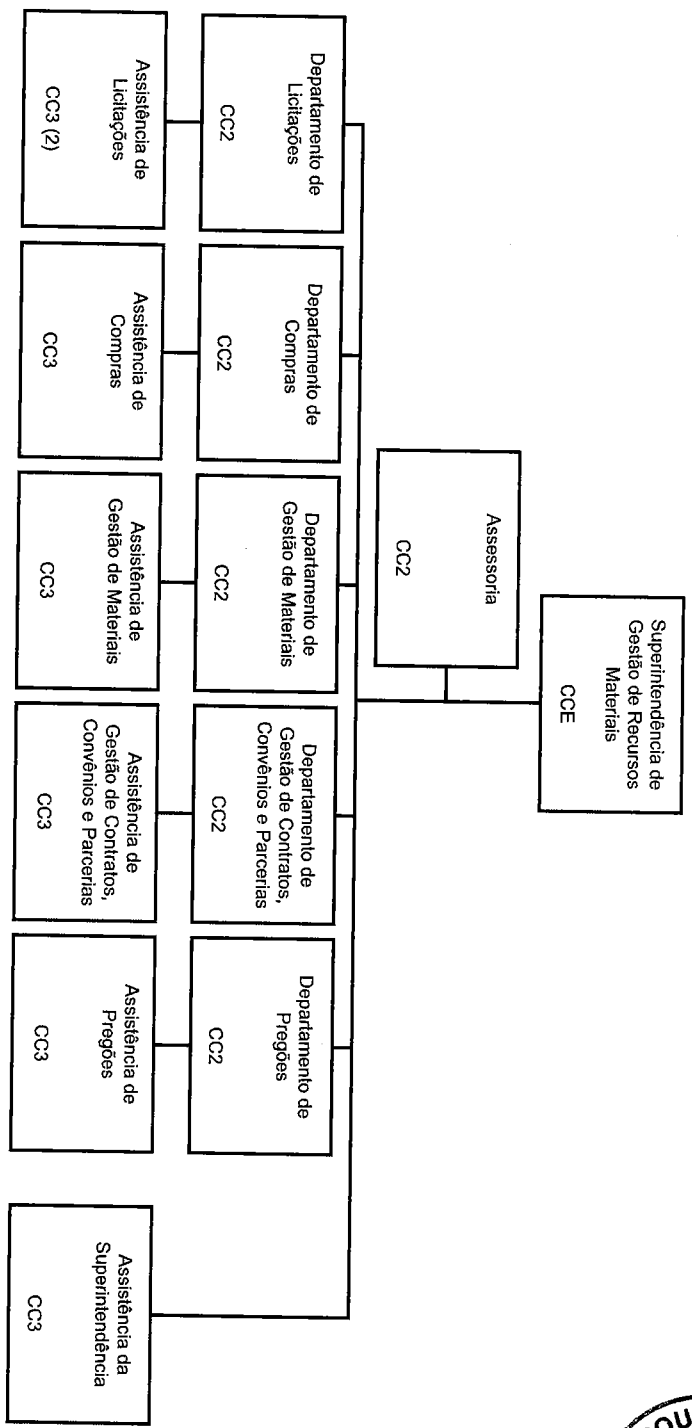 Superintendência de
Gestão de Recursos
Materiais
CCE
Assessoria
CC2
Departamento de
Licitações
CC2
Departamento de
Compras
CC2
Departamento de
Gestão de Materiais
CC2
Departamento de
Gestão de Contratos,
Convênios e Parcerias
CC2
Departamento de
Pregões
CC2
Assistência de
Licitações
CC3 (2)
Assistência de
Compras
CC3
Assistência de
Gestão de Materiais
CC3
Assistência de
Gestão de Contratos,
Convênios e Parcerias
CC3
Assistência de
Pregões
CC3
Assistência da
Superintendência
CC3